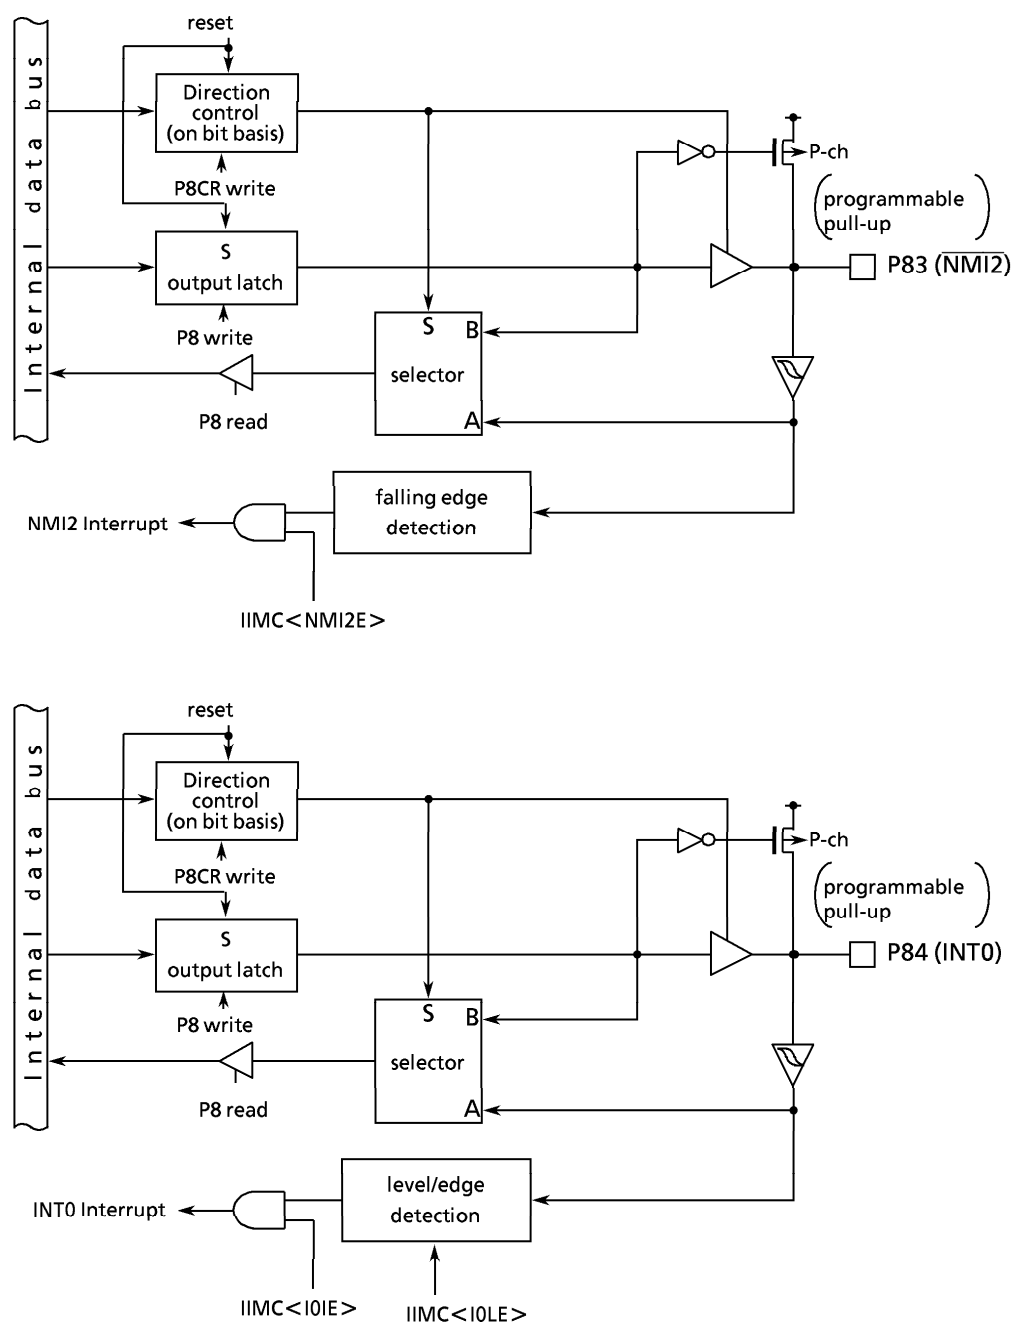 reset
Internal data bus
Direction
control
(on bit basis)
P-ch
P8CR write
(programmable
pull-up)
S
output latch
P83 (NMI2)
P8 write
S
B
selector
A
P8 read
falling edge
detection
NMI2 Interrupt
IIMC<NMI2E>
reset
Internal data bus
Direction
control
(on bit basis)
P-ch
P8CR write
(programmable
pull-up)
S
output latch
P84 (INT0)
P8 write
S
B
selector
A
P8 read
level/edge
detection
INT0 Interrupt
IIMC<I0IE>
IIMC<I0LE>